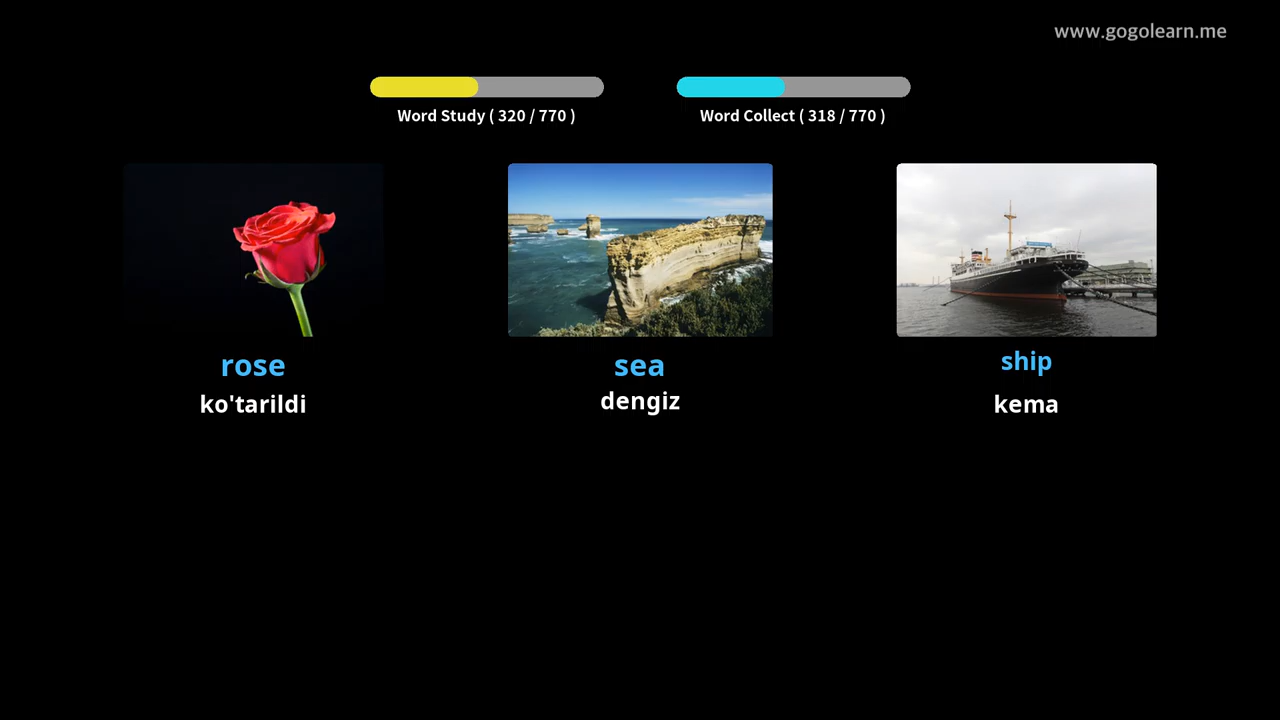 www.gogolearn.me
Word Study ( 320 / 770 )
Word Collect ( 318 / 770 )
rose
sea
ship
ko'tarildi
dengiz
kema